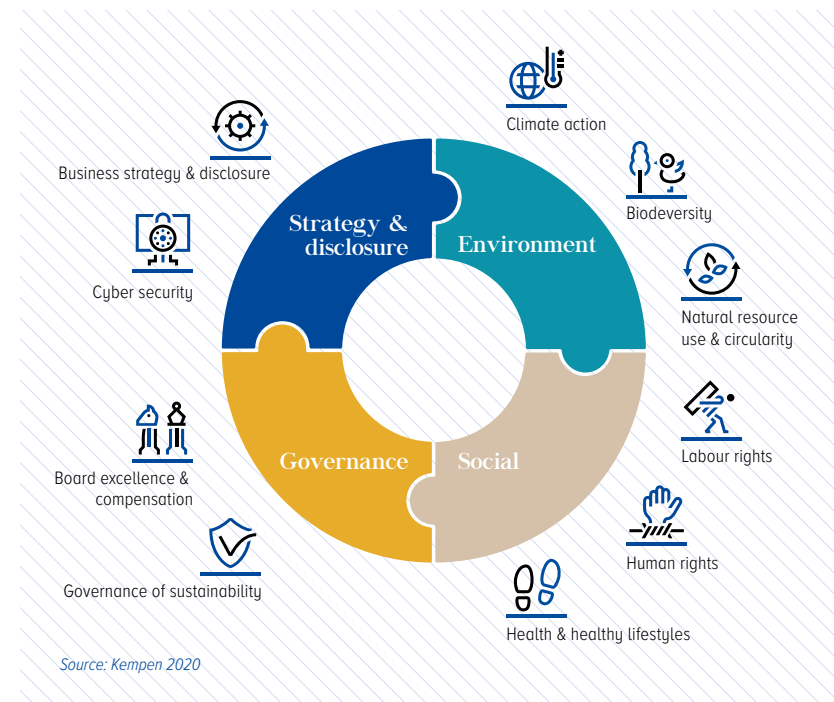 Climate action
Business strategy & disclosure
Biodeversity
Strategy &
disclosure
Environment
Cyber security
Natural resource
use & circularity
Governance
Social
Labour rights
Board excellence &
compensation
Human rights
Governance of sustainability
Health & healthy lifestyles
Source: Kempen 2020